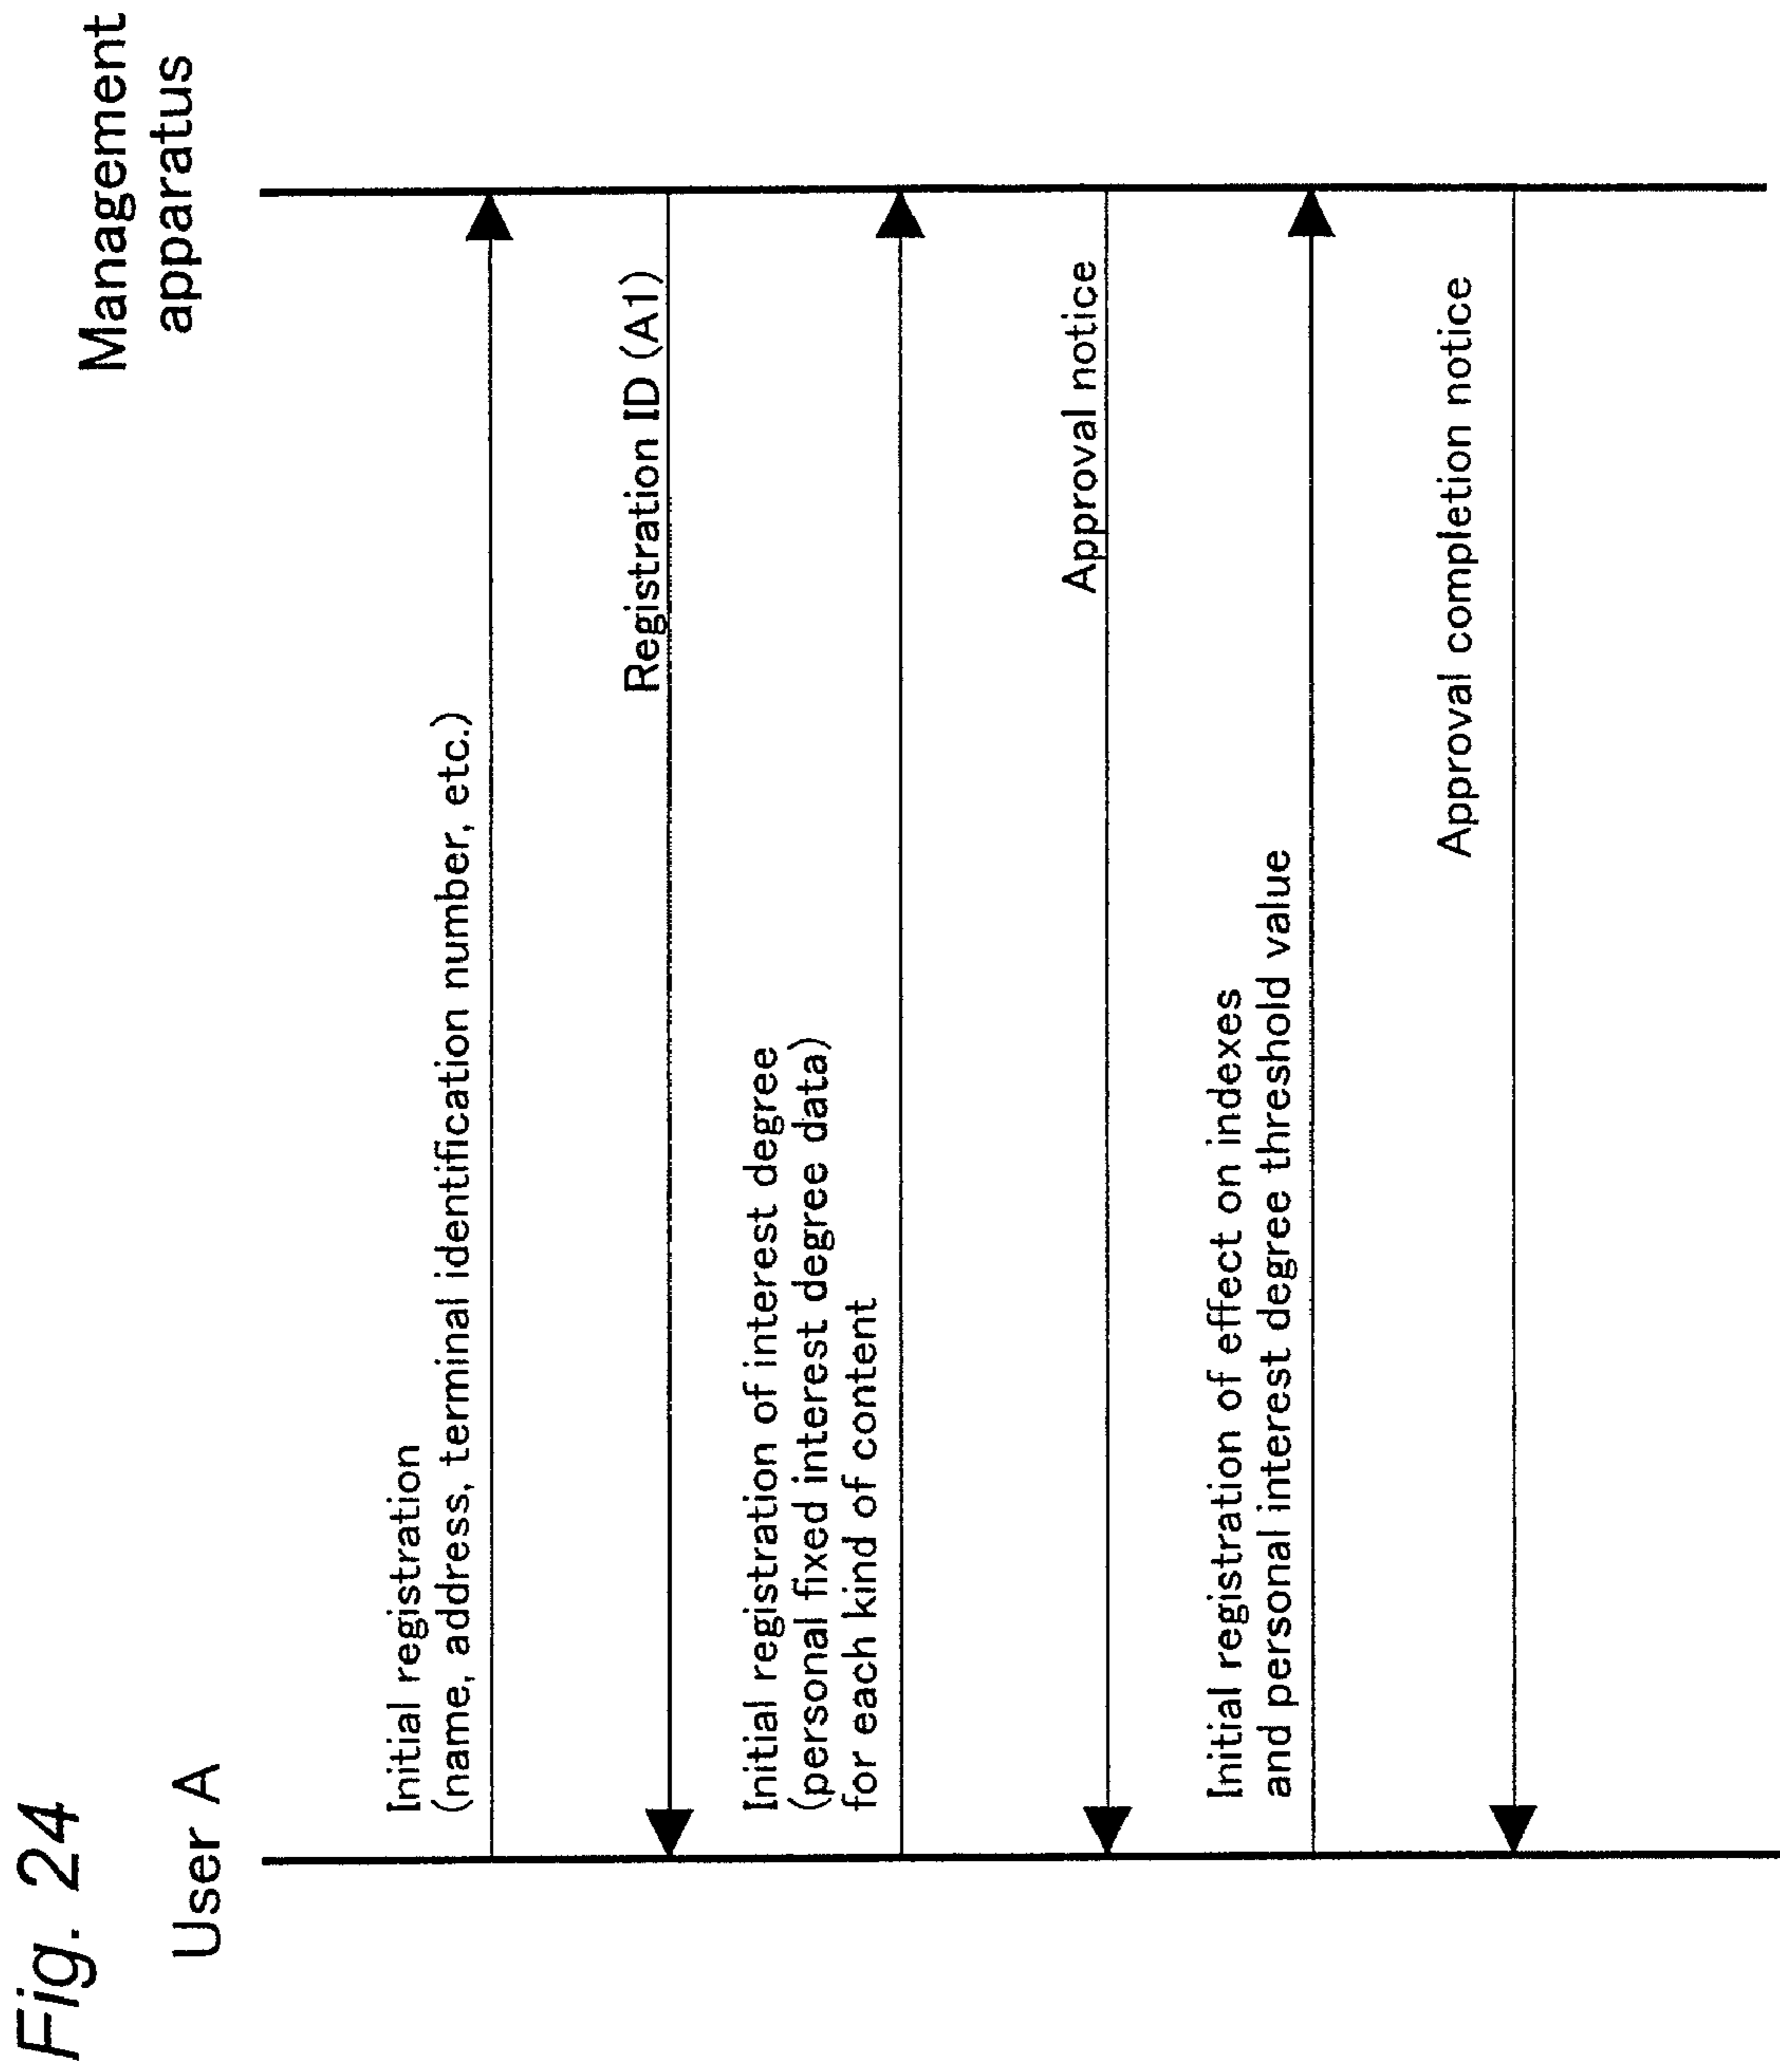 Fig. 24
User A
Management
apparatus
Initial registration
(name, address, terminal identification number, etc.)
Registration ID (A1)
Initial registration of interest degree
(personal fixed interest degree data)
for each kind of content
Approval notice
Initial registration of effect on indexes
and personal interest degree threshold value
Approval completion notice